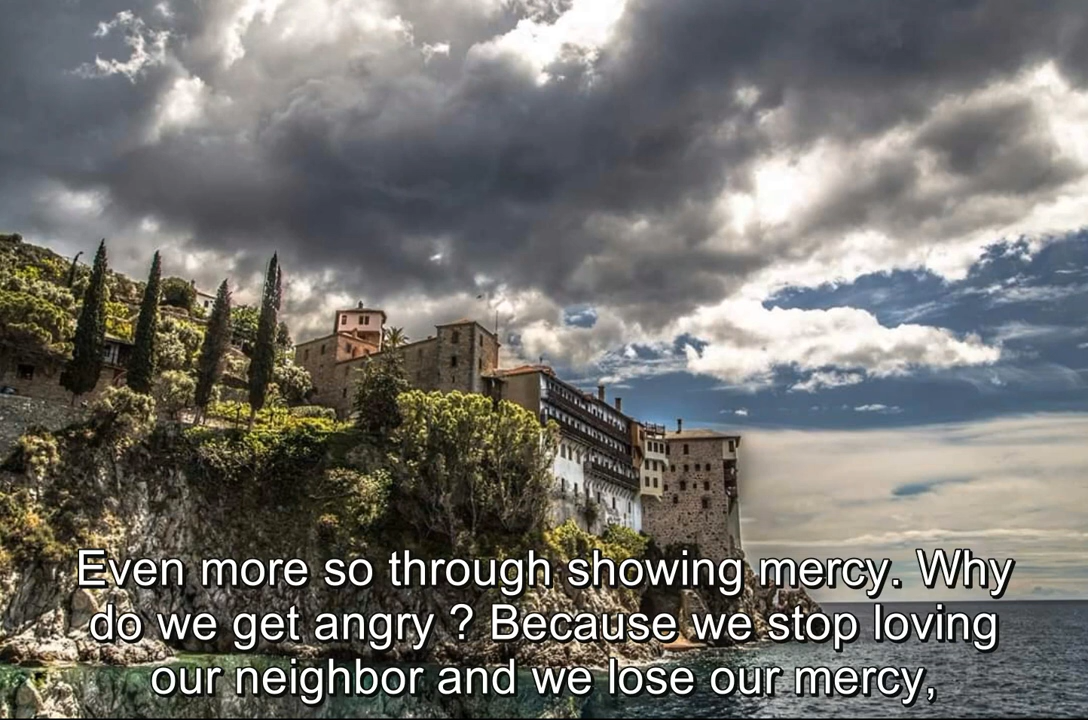 Even more so through showing mercy. Why
do we get angry ? Because we stop loving
our neighbor and we lose our mercy,